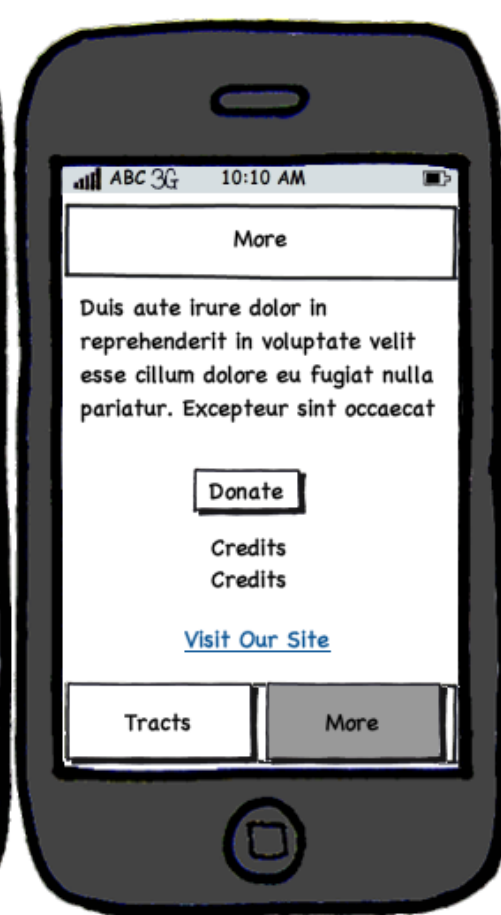 ABC 3G 10:10 AM
More
Duis aute irure dolor in
reprehenderit in voluptate velit
esse cillum dolore eu fugiat nulla
pariatur. Excepteur sint occaecat
Donate
Credits
Credits
Visit Our Site
Tracts More